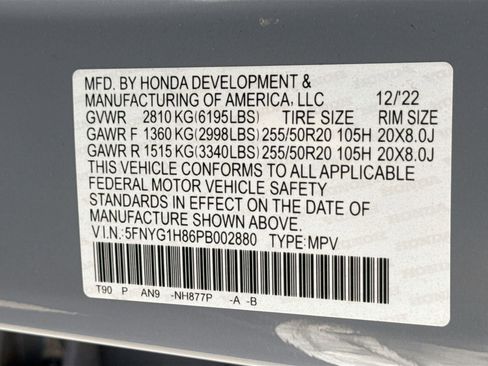 MFD. BY HONDA DEVELOPMENT &
MANUFACTURING OF AMERICA, LLC 12/'22
GVWR 2810 KG(6195LBS) TIRE SIZE RIM SIZE
GAWR F 1360 KG(2998LBS) 255/50R20 105H 20X8.0J
GAWR R 1515 KG(3340LBS) 255/50R20 105H 20X8.0J
THIS VEHICLE CONFORMS TO ALL APPLICABLE
FEDERAL MOTOR VEHICLE SAFETY
STANDARDS IN EFFECT ON THE DATE OF
MANUFACTURE SHOWN ABOVE.
V I.N.:5FNYG1H86PB002880 TYPE:MPV
T90 P AN9 -NH877P -A -B